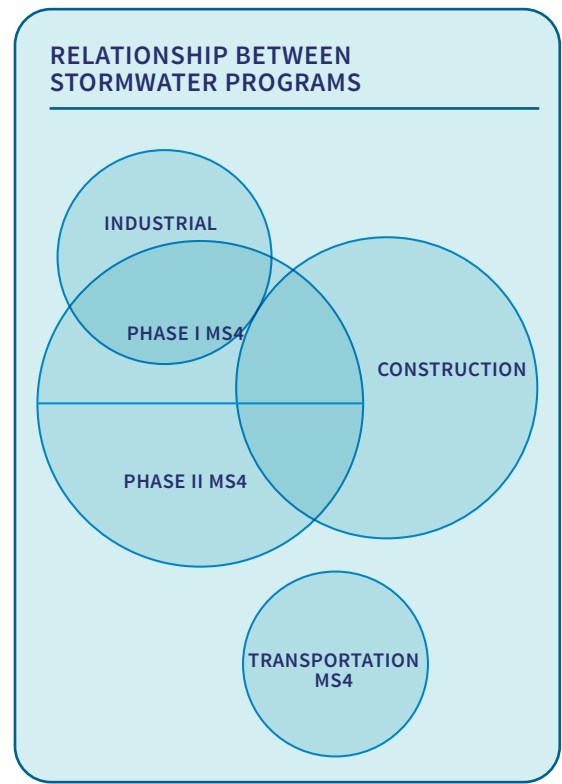 RELATIONSHIP BETWEEN
STORMWATER PROGRAMS
INDUSTRIAL
PHASE I MS4
CONSTRUCTION
PHASE II MS4
TRANSPORTATION
MS4